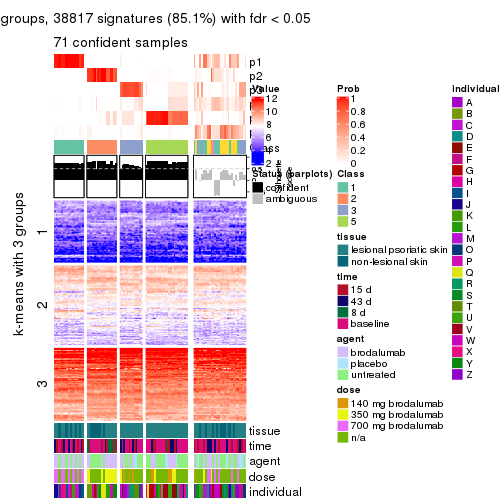 groups, 38817 signatures (85.1%) with fdr < 0.05
71 confident samples
p1
p2
Value
12
10
8
6
4
2
Prob
1
0.8
0.6
0.4
0.2
0
individual
A
B
C
D
E
F
G
H
I
J
K
L
M
O
P
Q
R
S
T
U
V
W
X
Y
Z
Status (barplots)
confident
ambiguous
Class
1
2
3
5
tissue
lesional psoriatic skin
non-lesional skin
time
15 d
43 d
8 d
baseline
agent
brodalumab
placebo
untreated
dose
140 mg brodalumab
350 mg brodalumab
700 mg brodalumab
n/a
k-means with 3 groups
1
2
3
tissue
time
agent
dose
individual